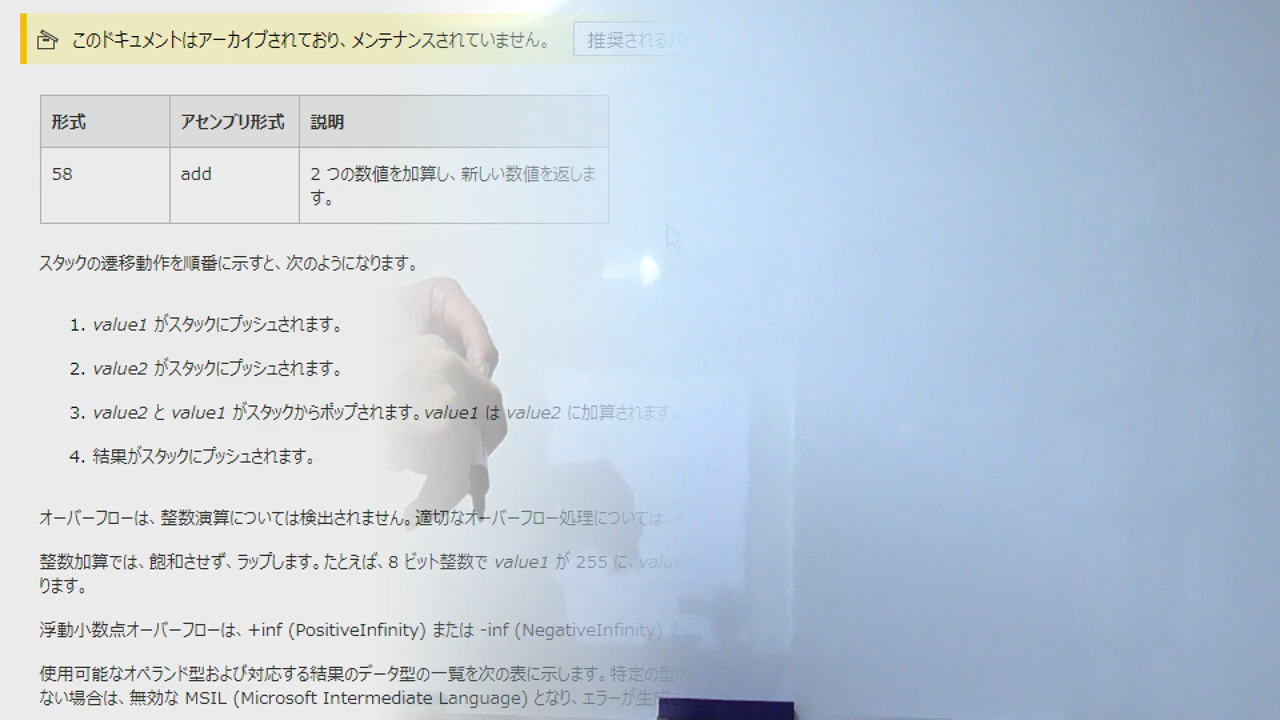 このドキュメントはアーカイブされており、メンテナンスされていません。 推奨されるバー
形式 アセンブリ形式 説明
58 add 2 つの数値を加算し、新しい数値を返しま
す。
スタックの遷移動作を順番に示すと、次のようになります。
1. value1 がスタックにプッシュされます。
2. value2 がスタックにプッシュされます。
3. value2 と value1 がスタックからポップされます。value1 は value2 に加算されます。
4. 結果がスタックにプッシュされます。
オーバーフローは、整数演算については検出されません。適切なオーバーフロー処理については、
整数加算では、飽和させず、ラップします。たとえば、8 ビット整数で value1 が 255 に、value
ります。
浮動小数点オーバーフローは、+inf (PositiveInfinity) または -inf (NegativeInfinity) を
使用可能なオペランド型および対応する結果のデータ型の一覧を次の表に示します。特定の型の
ない場合は、無効な MSIL (Microsoft Intermediate Language) となり、エラーが生成